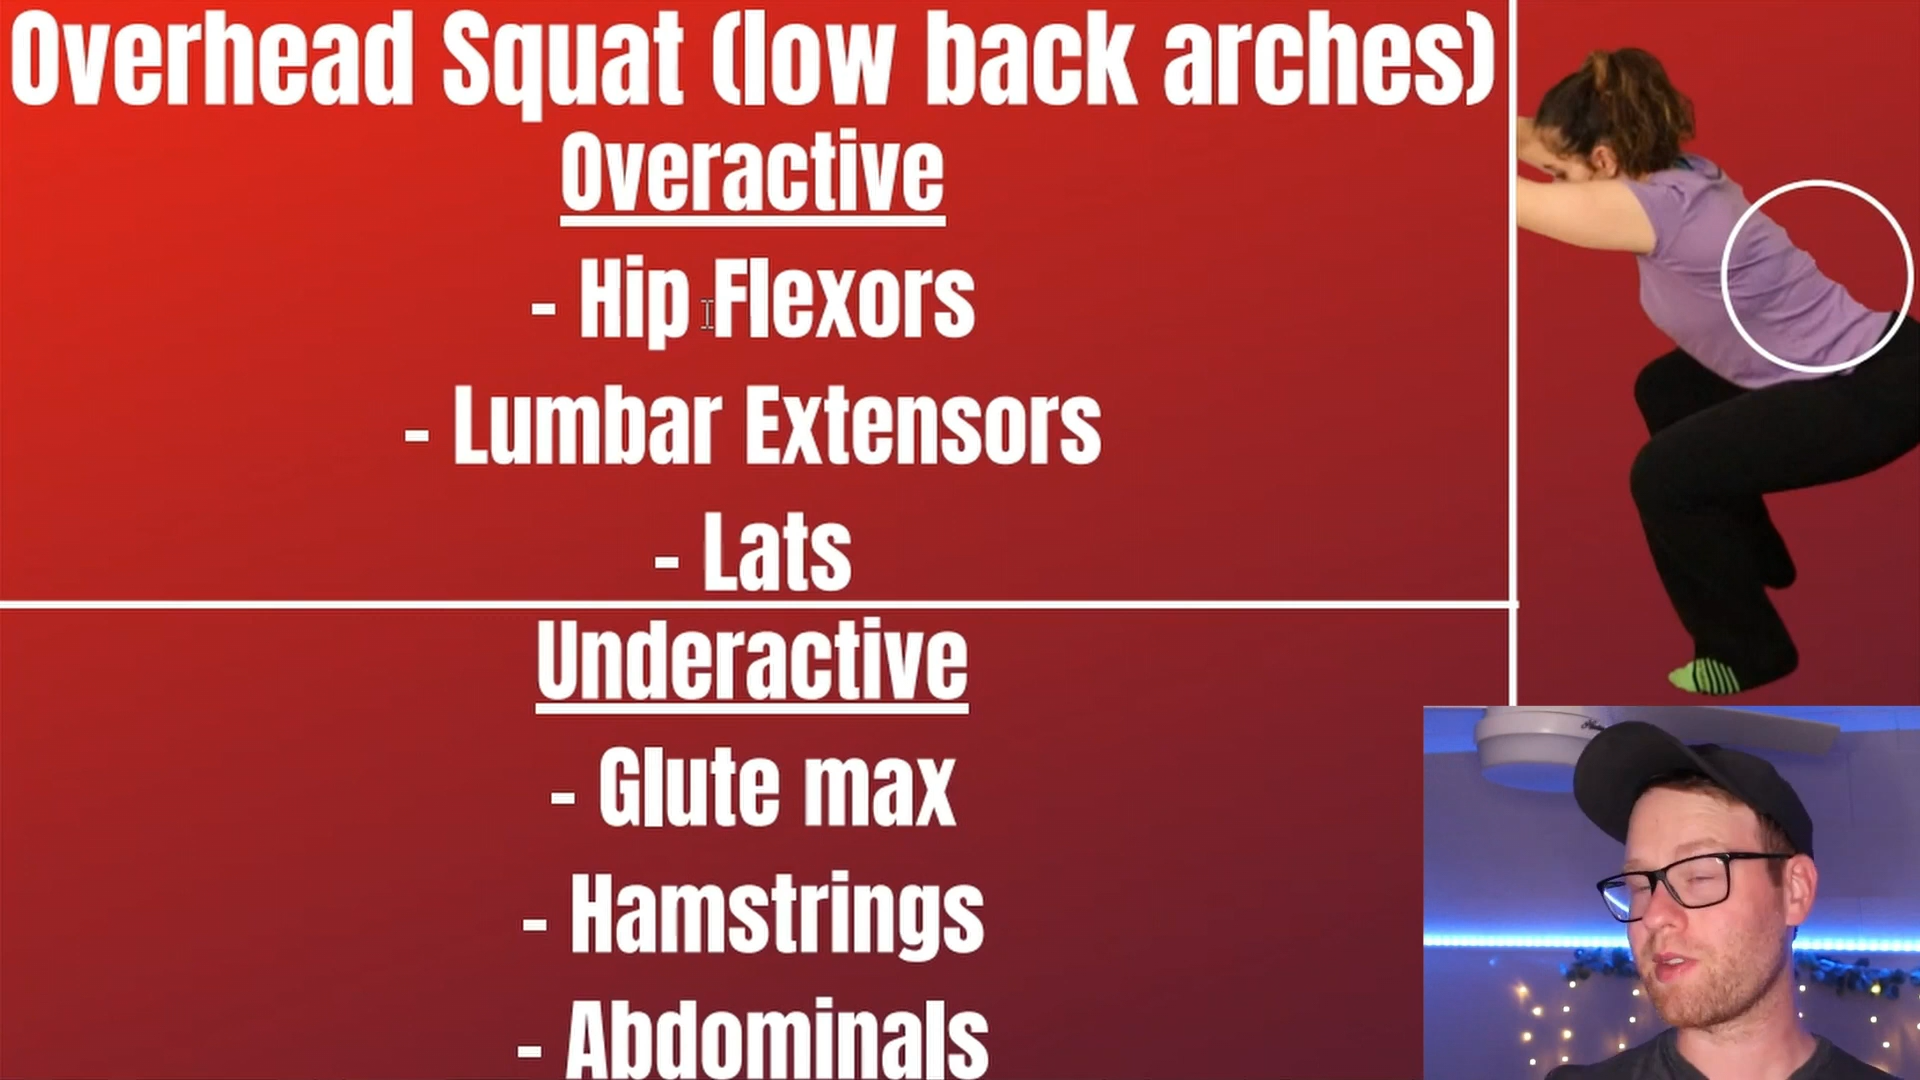 Overhead Squat (low back arches)
Overactive
- Hip Flexors
- Lumbar Extensors
- Lats
Underactive
- Glute max
- Hamstrings
- Abdominals